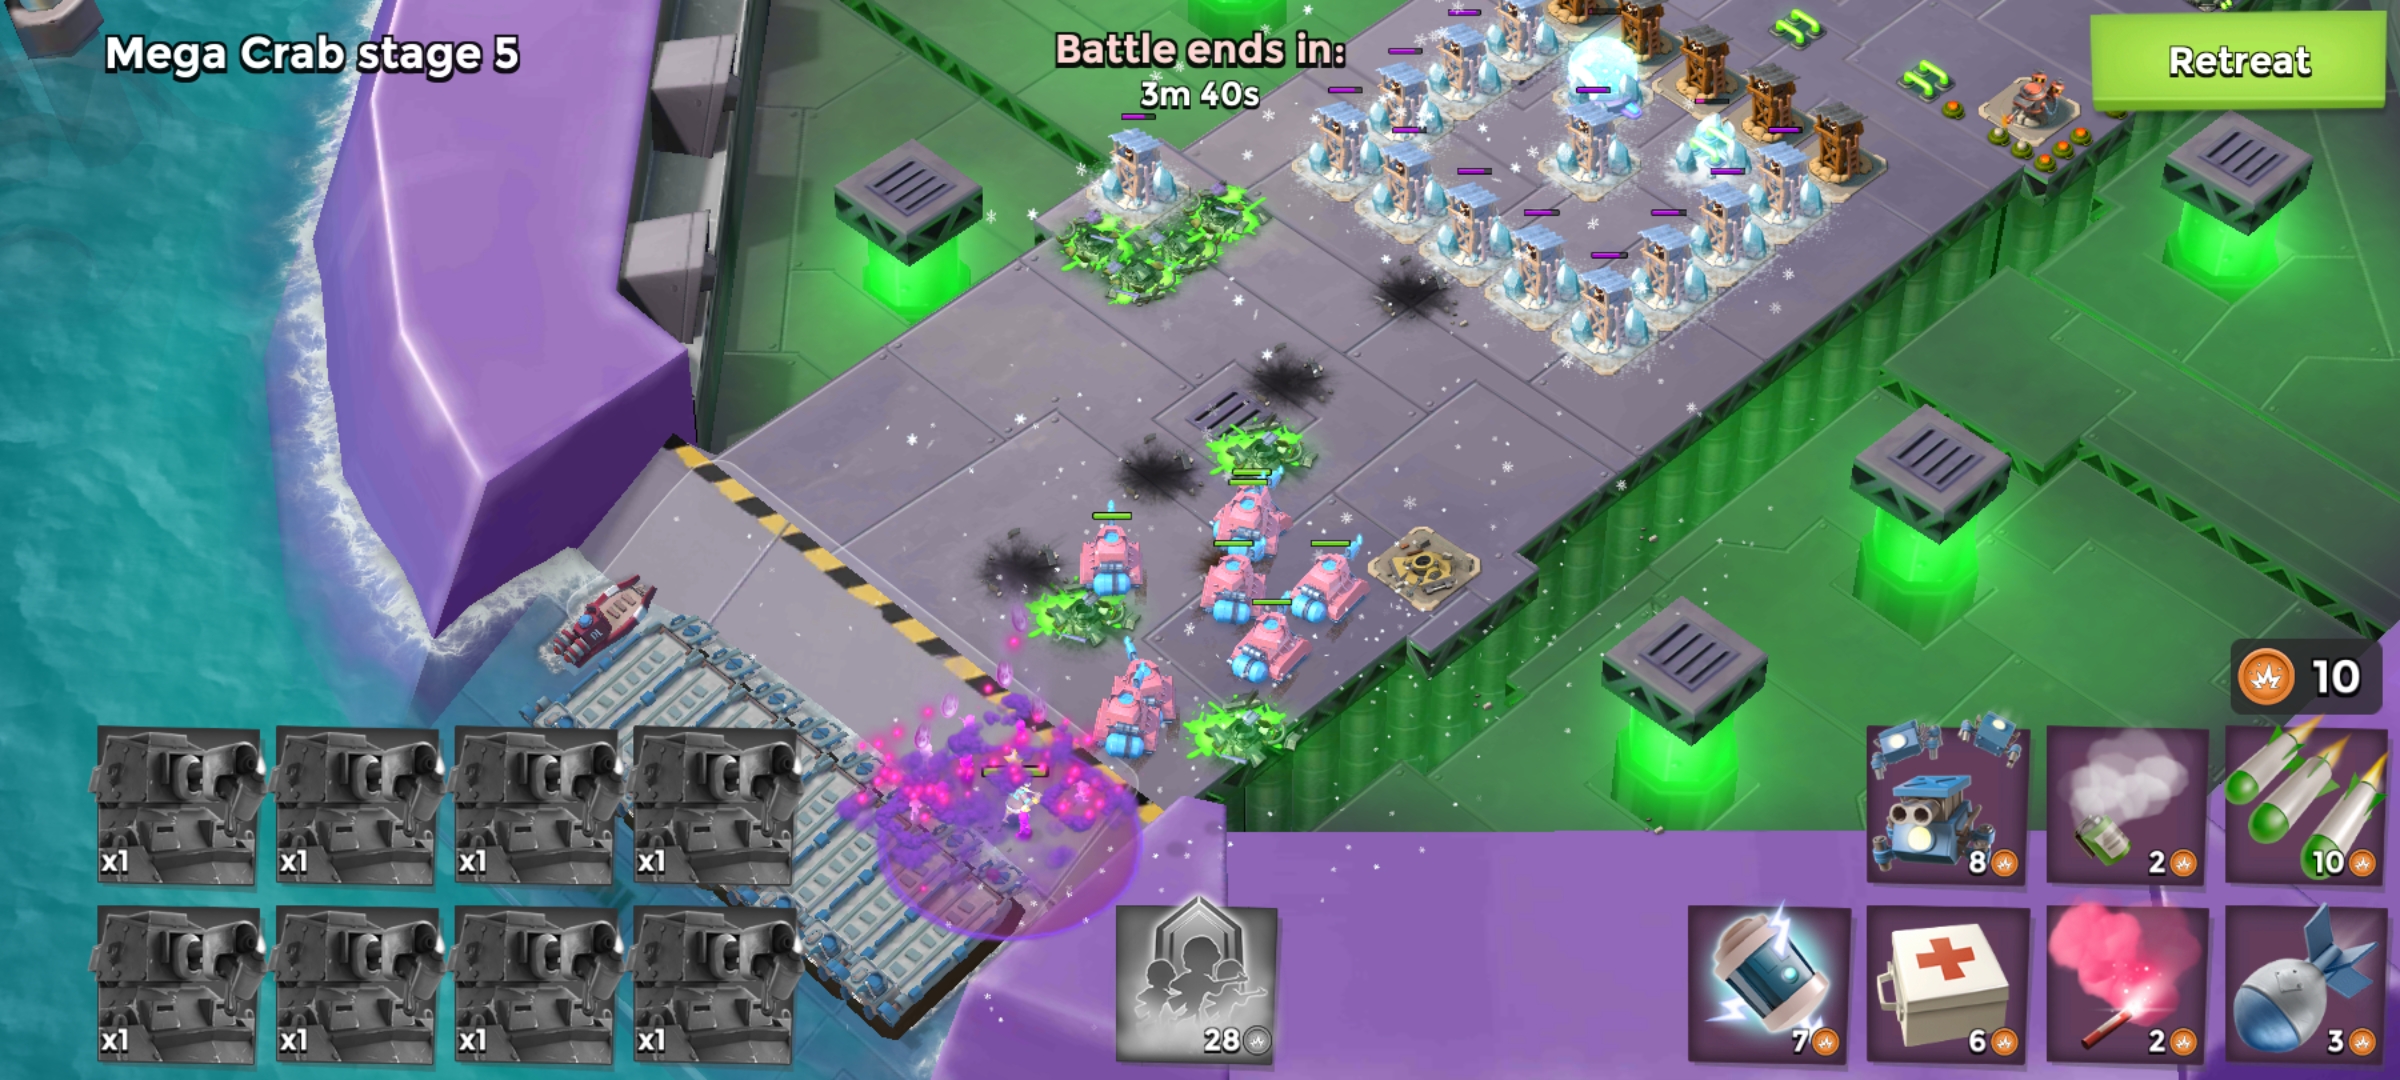 Mega Crab stage 5
Battle ends in:
3m 40s
Retreat
10
x1
x1
x1
x1
8
2
10
x1
x1
x1
x1
28
7
6
2
3